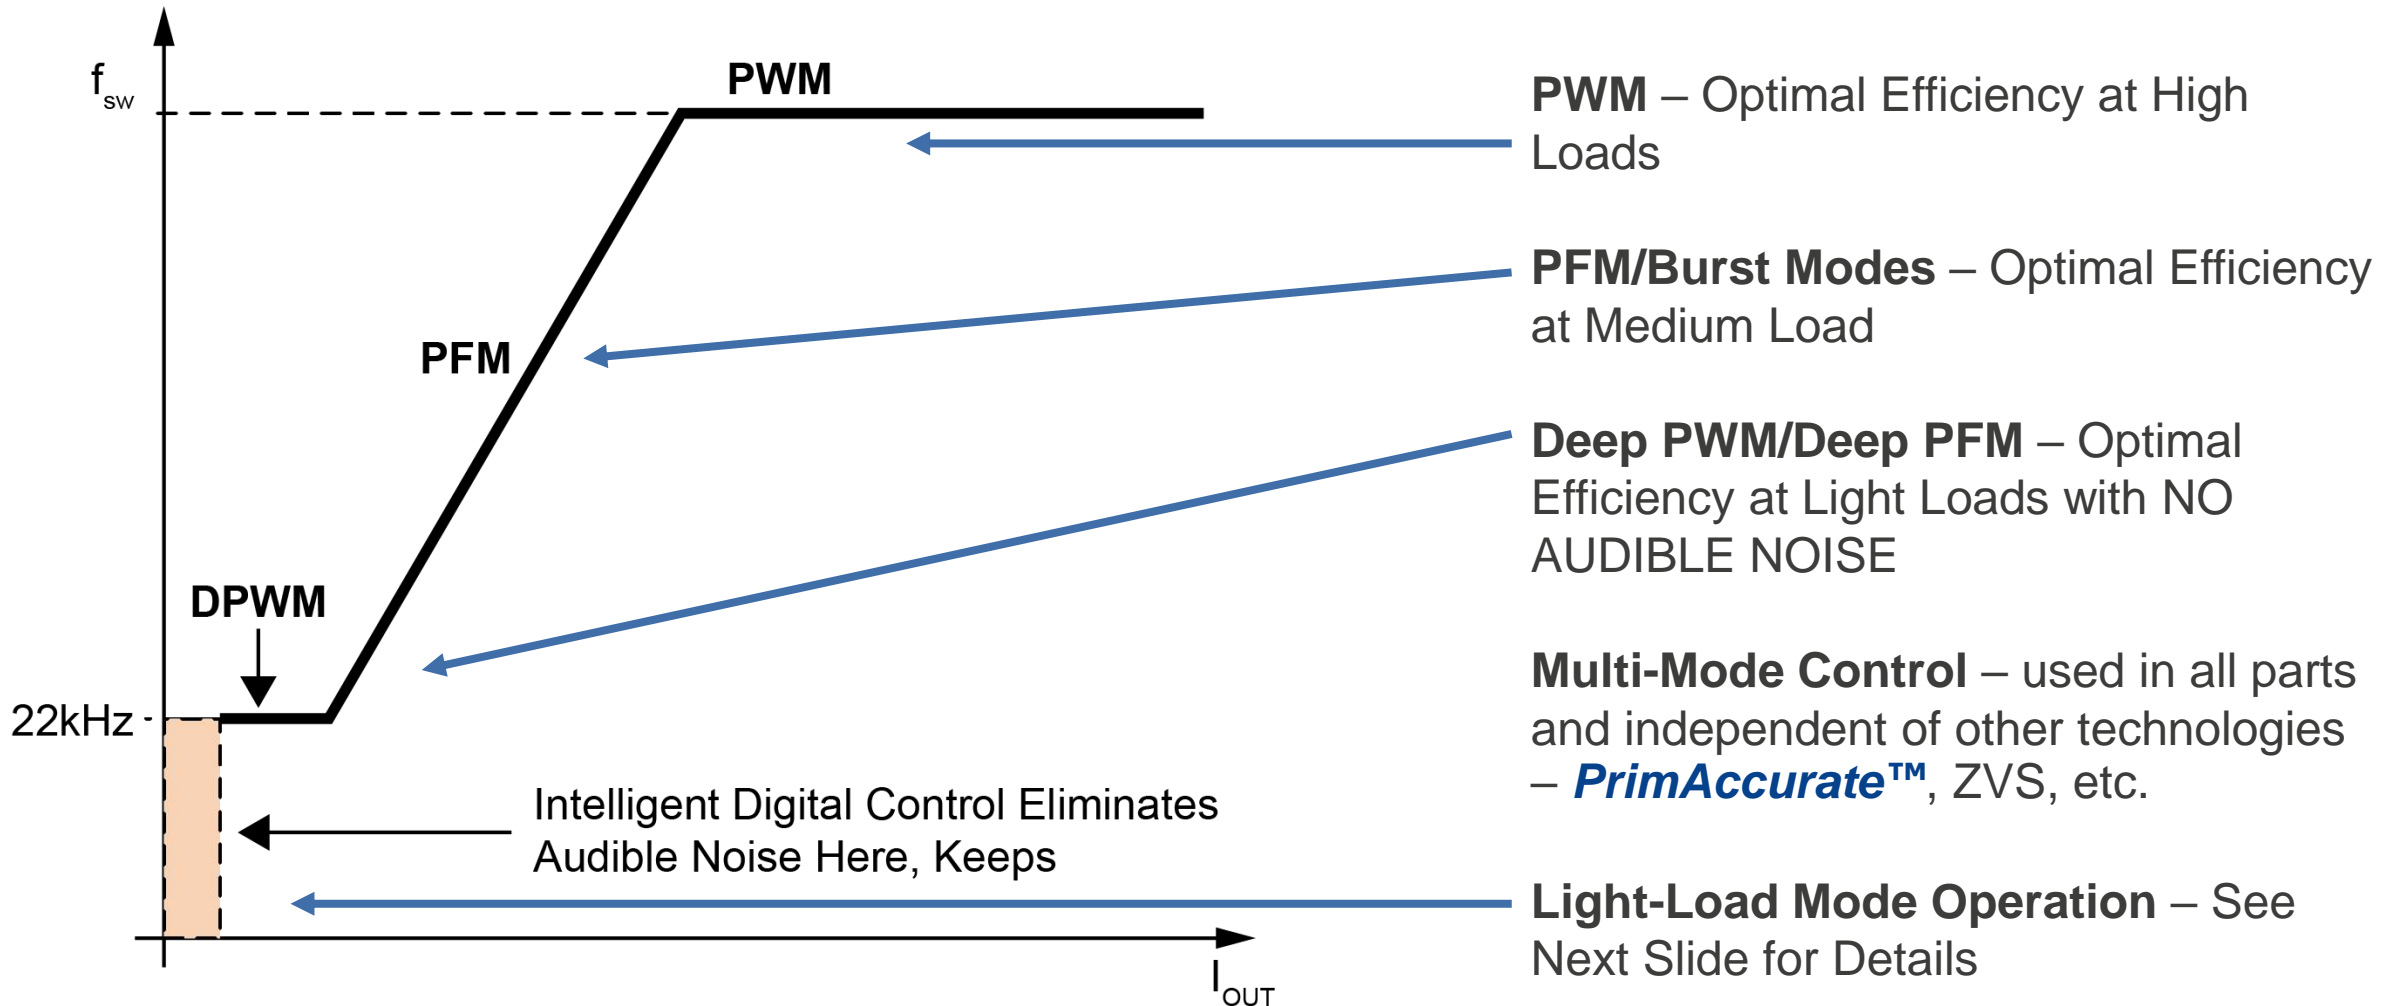 f_sw
PWM
PFM
DPWM
22kHz
Intelligent Digital Control Eliminates
Audible Noise Here, Keeps
I_OUT
PWM – Optimal Efficiency at High
Loads
PFM/Burst Modes – Optimal Efficiency
at Medium Load
Deep PWM/Deep PFM – Optimal
Efficiency at Light Loads with NO
AUDIBLE NOISE
Multi-Mode Control – used in all parts
and independent of other technologies
– PrimAccurate™, ZVS, etc.
Light-Load Mode Operation – See
Next Slide for Details